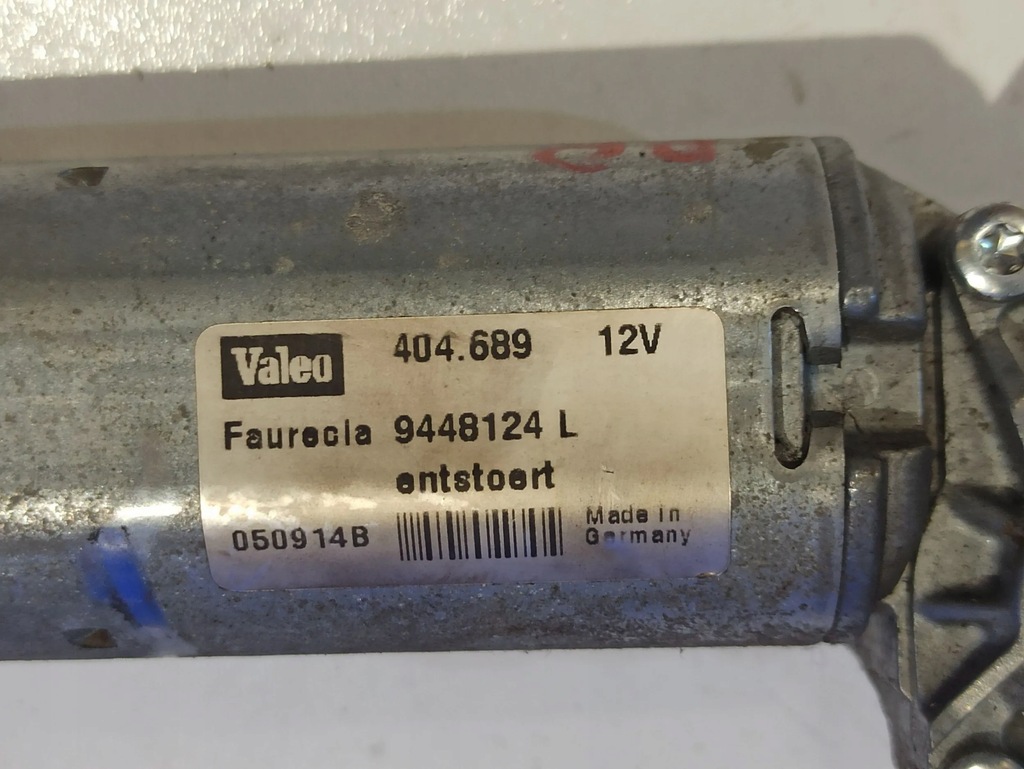 Valeo 404.689 12V
Faurecia 9448124 L
entstoert
050914B Made in
Germany